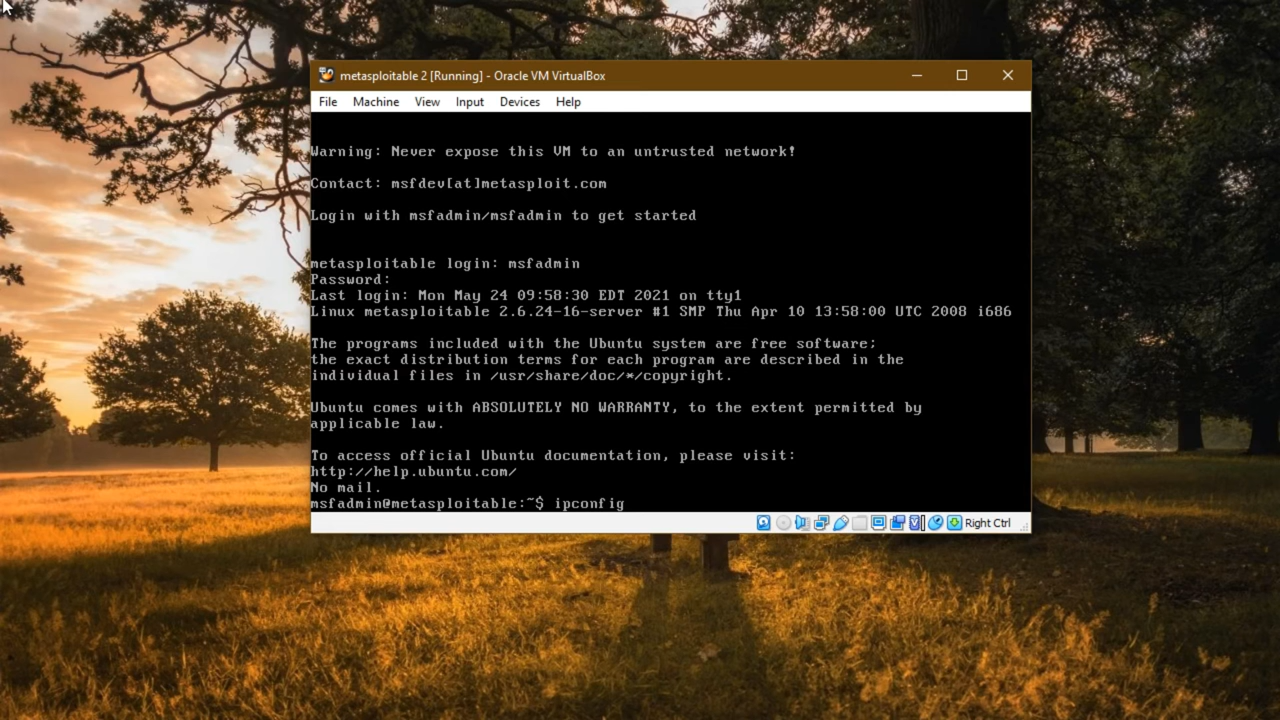 metasploitable 2 [Running] - Oracle VM VirtualBox
File Machine View Input Devices Help
Warning: Never expose this VM to an untrusted network!
Contact: msfdev[at]metasploit.com
Login with msfadmin/msfadmin to get started
metasploitable login: msfadmin
Password:
Last login: Mon May 24 09:58:30 EDT 2021 on tty1
Linux metasploitable 2.6.24-16-server #1 SMP Thu Apr 10 13:58:00 UTC 2008 i686
The programs included with the Ubuntu system are free software;
the exact distribution terms for each program are described in the
individual files in /usr/share/doc/*/copyright.
Ubuntu comes with ABSOLUTELY NO WARRANTY, to the extent permitted by
applicable law.
To access official Ubuntu documentation, please visit:
http://help.ubuntu.com/
No mail.
msfadmin@metasploitable:~$ ipconfig
Right Ctrl